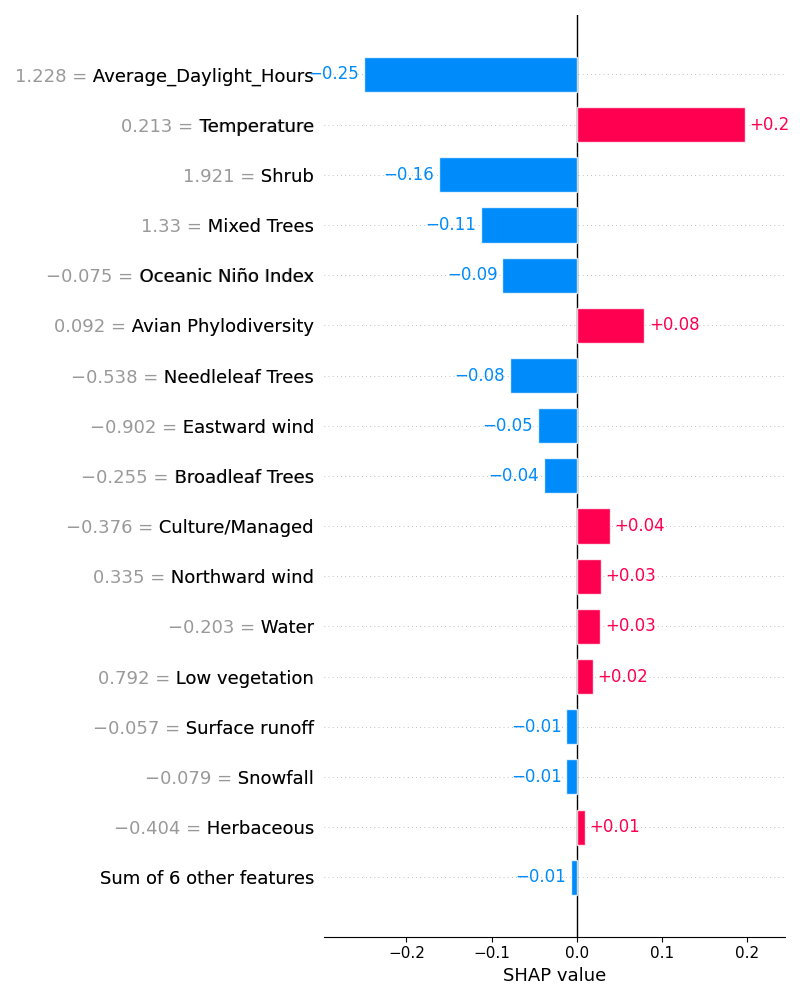 1.228 = Average_Daylight_Hours −0.25
0.213 = Temperature +0.2
1.921 = Shrub −0.16
1.33 = Mixed Trees −0.11
−0.075 = Oceanic Niño Index −0.09
0.092 = Avian Phylodiversity +0.08
−0.538 = Needleleaf Trees −0.08
−0.902 = Eastward wind −0.05
−0.255 = Broadleaf Trees −0.04
−0.376 = Culture/Managed +0.04
0.335 = Northward wind +0.03
−0.203 = Water +0.03
0.792 = Low vegetation +0.02
−0.057 = Surface runoff −0.01
−0.079 = Snowfall −0.01
−0.404 = Herbaceous +0.01
Sum of 6 other features −0.01
−0.2 −0.1 0.0 0.1 0.2
SHAP value